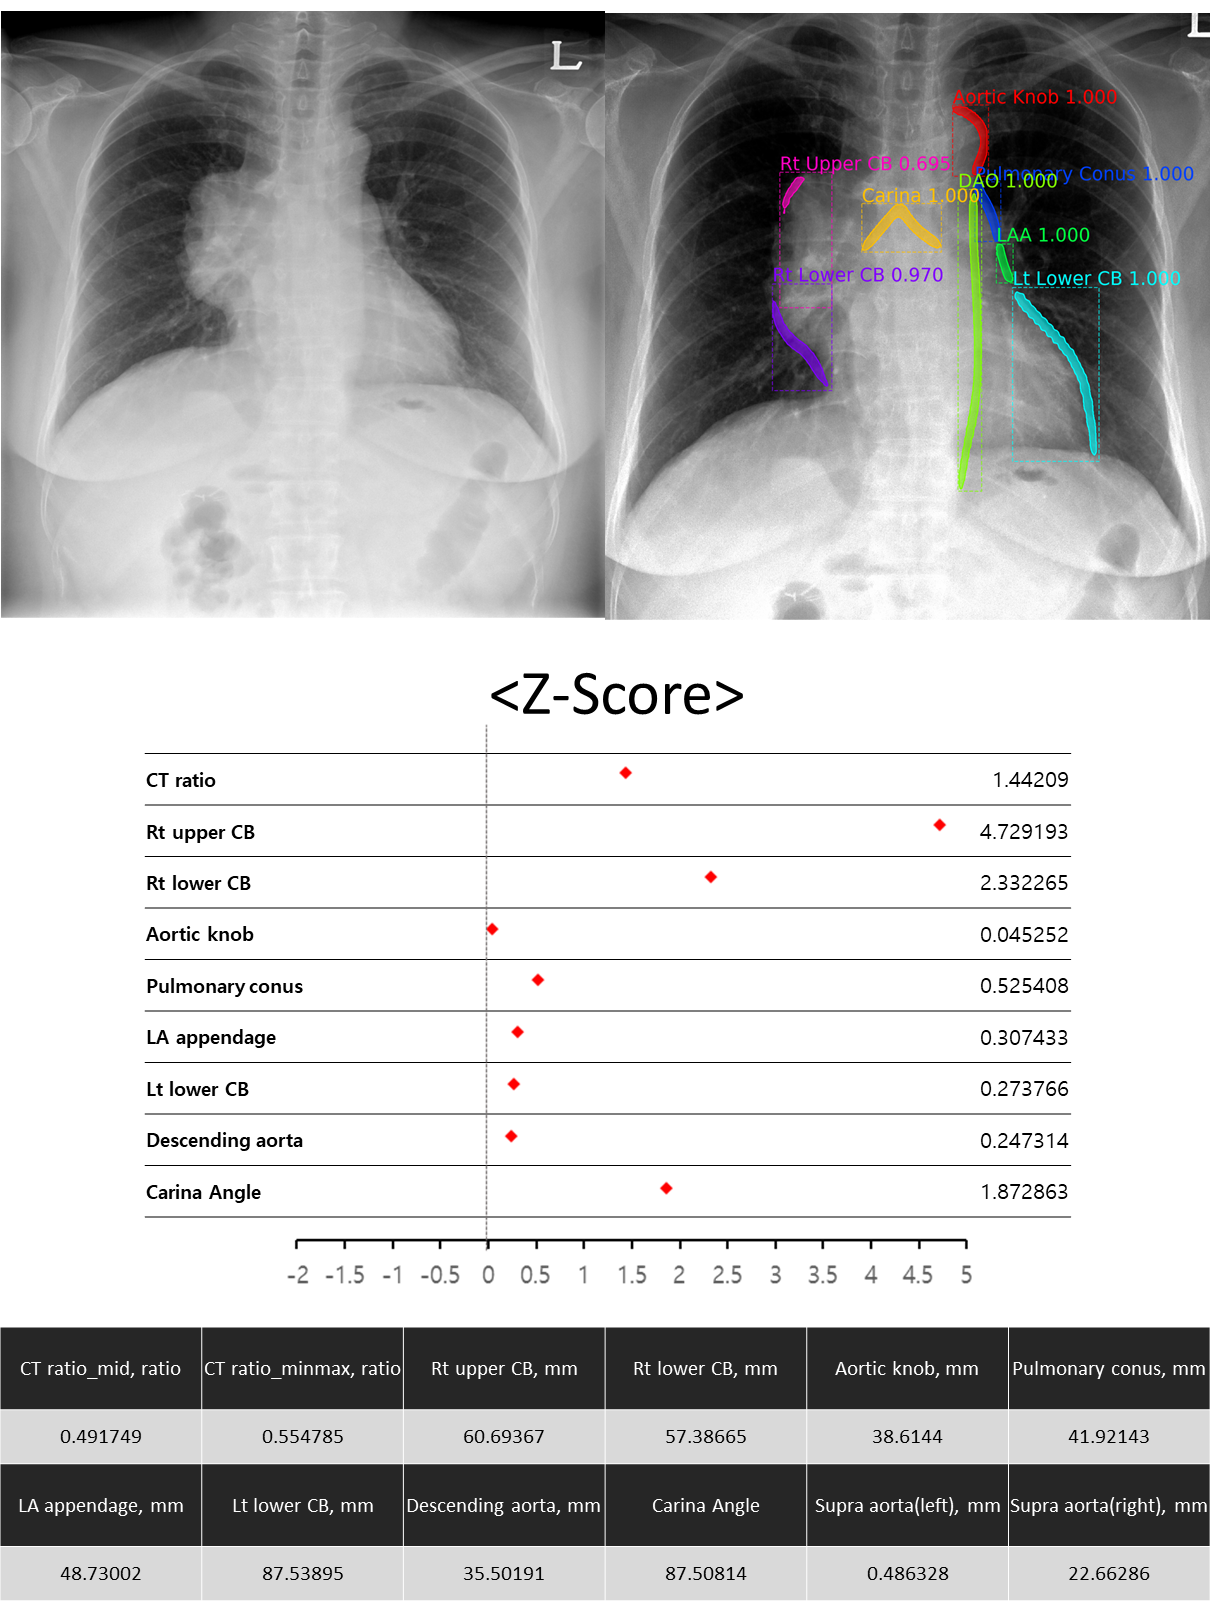 L
L
Aortic Knob 1.000
Rt Upper CB 0.695
Pulmonary Conus 1.000
DAO 1.000
Carina 1.000
LAA 1.000
Rt Lower CB 0.970
Lt Lower CB 1.000
<Z-Score>
CT ratio 1.44209
Rt upper CB 4.729193
Rt lower CB 2.332265
Aortic knob 0.045252
Pulmonary conus 0.525408
LA appendage 0.307433
Lt lower CB 0.273766
Descending aorta 0.247314
Carina Angle 1.872863
-2 -1.5 -1 -0.5 0 0.5 1 1.5 2 2.5 3 3.5 4 4.5 5
CT ratio_mid, ratio CT ratio_minmax, ratio Rt upper CB, mm Rt lower CB, mm Aortic knob, mm Pulmonary conus, mm
0.491749 0.554785 60.69367 57.38665 38.6144 41.92143
LA appendage, mm Lt lower CB, mm Descending aorta, mm Carina Angle Supra aorta(left), mm Supra aorta(right), mm
48.73002 87.53895 35.50191 87.50814 0.486328 22.66286